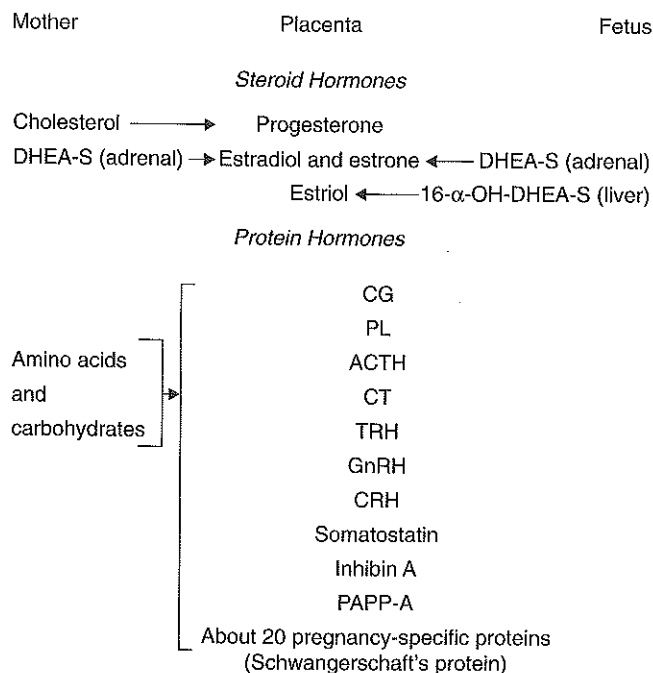 Mother Placenta Fetus
Steroid Hormones
Cholesterol → Progesterone
DHEA-S (adrenal) → Estradiol and estrone ← DHEA-S (adrenal)
Estriol ← 16-α-OH-DHEA-S (liver)
Protein Hormones
CG
PL
Amino acids
and
carbohydrates
ACTH
CT
TRH
GnRH
CRH
Somatostatin
Inhibin A
PAPP-A
About 20 pregnancy-specific proteins
(Schwangerschaft's protein)